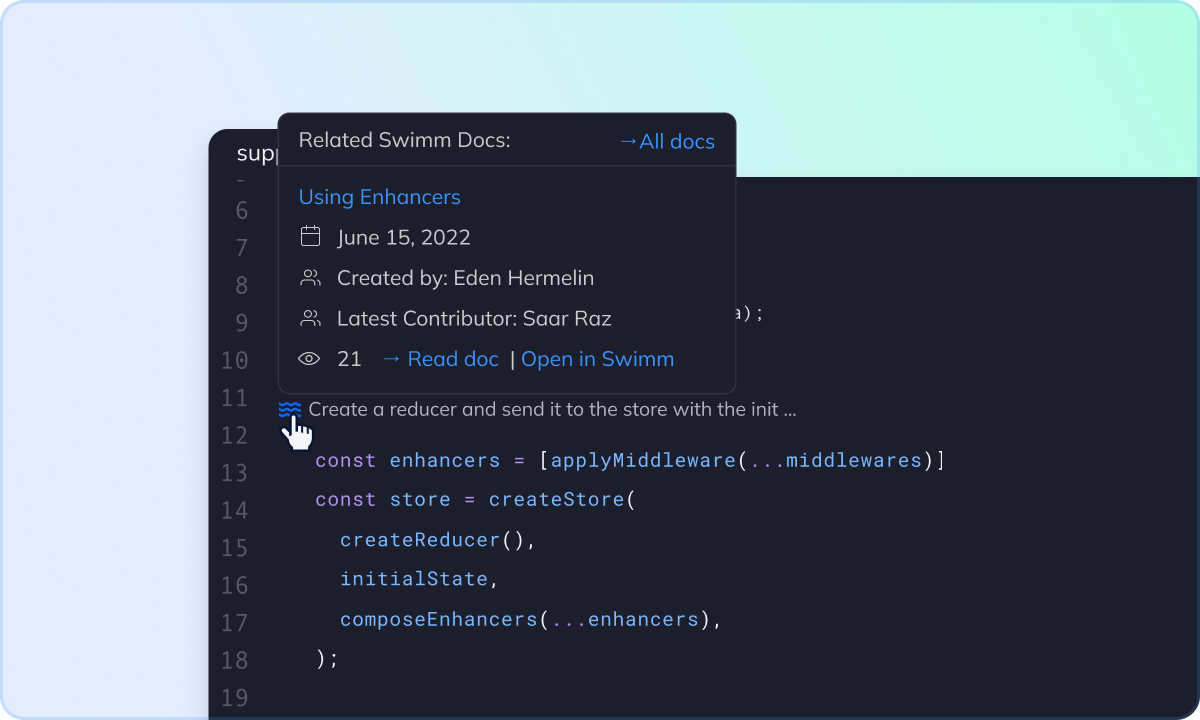 Related Swimm Docs: →All docs
supp
Using Enhancers
6
June 15, 2022
7
Created by: Eden Hermelin
8
Latest Contributor: Saar Raz a);
9
21 → Read doc | Open in Swimm
10
11
Create a reducer and send it to the store with the init ...
12
const enhancers = [applyMiddleware(...middlewares)]
13
const store = createStore(
14
createReducer(),
15
initialState,
16
composeEnhancers(...enhancers),
17
);
18
19